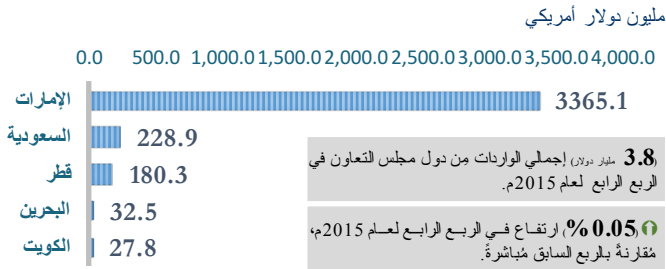 مليون دولار أمريكي
0.0 500.0 1,000.0 1,500.0 2,000.0 2,500.0 3,000.0 3,500.0 4,000.0
الإمارات 3365.1
السعودية 228.9
قطر 180.3
البحرين 32.5
الكويت 27.8
(3.8 مليار دولار) إجمالي الواردات مِن دول مجلس التعاون في
الربع الرابع لعام 2015م.
(0.05 %) ارتفاع في الربع الرابع لعام 2015م،
مُقارنةً بالربع السابق مُباشرةً.